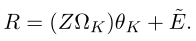 R = (ZΩ_K)θ_K + Ẽ.